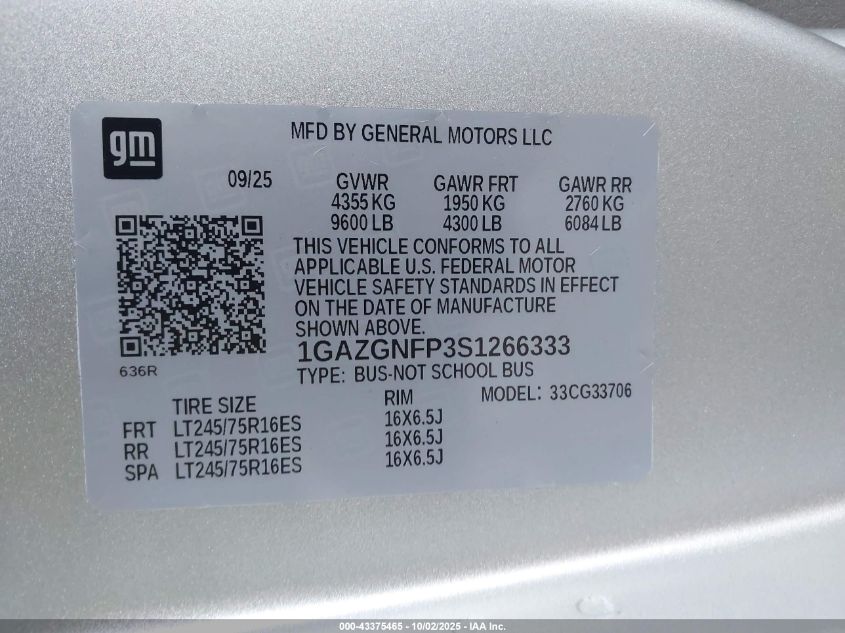 gm
MFD BY GENERAL MOTORS LLC
09/25
GVWR GAWR FRT GAWR RR
4355 KG 1950 KG 2760 KG
9600 LB 4300 LB 6084 LB
THIS VEHICLE CONFORMS TO ALL
APPLICABLE U.S. FEDERAL MOTOR
VEHICLE SAFETY STANDARDS IN EFFECT
ON THE DATE OF MANUFACTURE
SHOWN ABOVE.
636R
1GAZGNFP3S1266333
TYPE: BUS-NOT SCHOOL BUS
MODEL: 33CG33706
TIRE SIZE RIM
FRT LT245/75R16ES 16X6.5J
RR LT245/75R16ES 16X6.5J
SPA LT245/75R16ES 16X6.5J
000-43375465 - 10/02/2025 - IAA Inc.